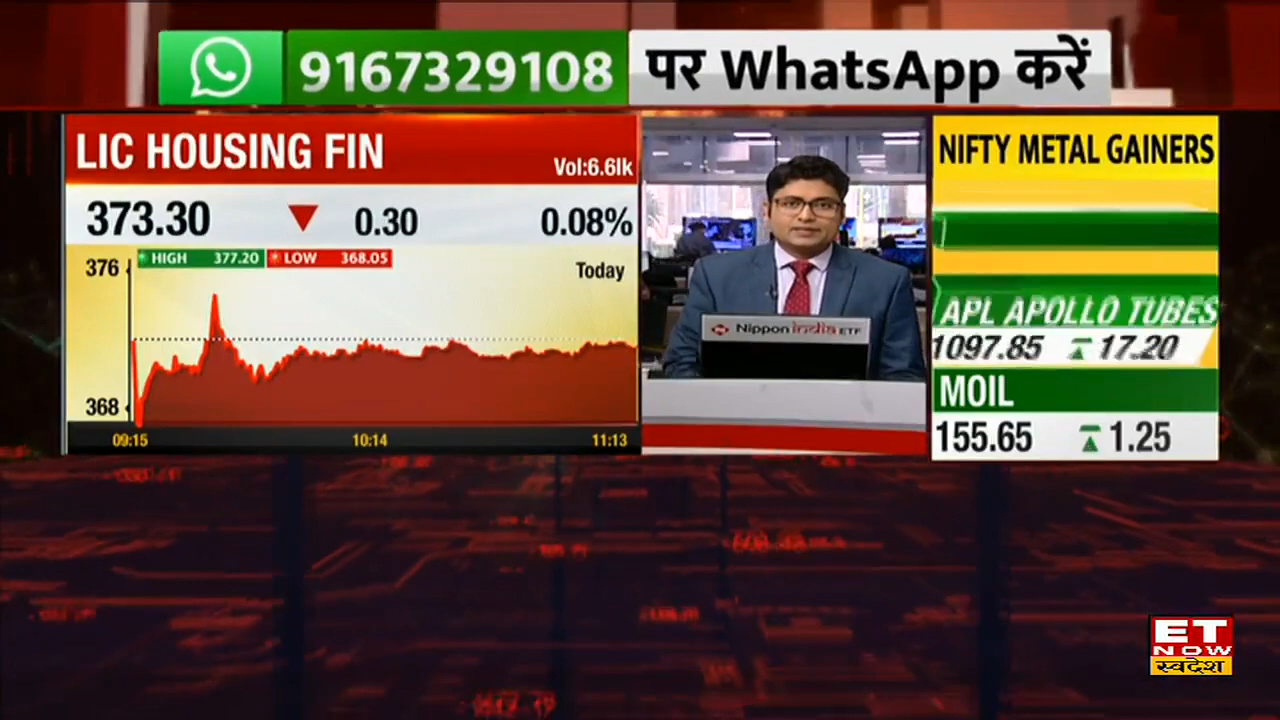 9167329108 पर WhatsApp करें
LIC HOUSING FIN
Vol:6.6lk
373.30 ▼ 0.30 0.08%
HIGH 377.20 LOW 368.05
Today
376
368
09:15 10:14 11:13
Nippon india ETF
NIFTY METAL GAINERS
APL APOLLO TUBES
1097.85 ▲ 17.20
MOIL
155.65 ▲ 1.25
ET
NOW
स्वदेश